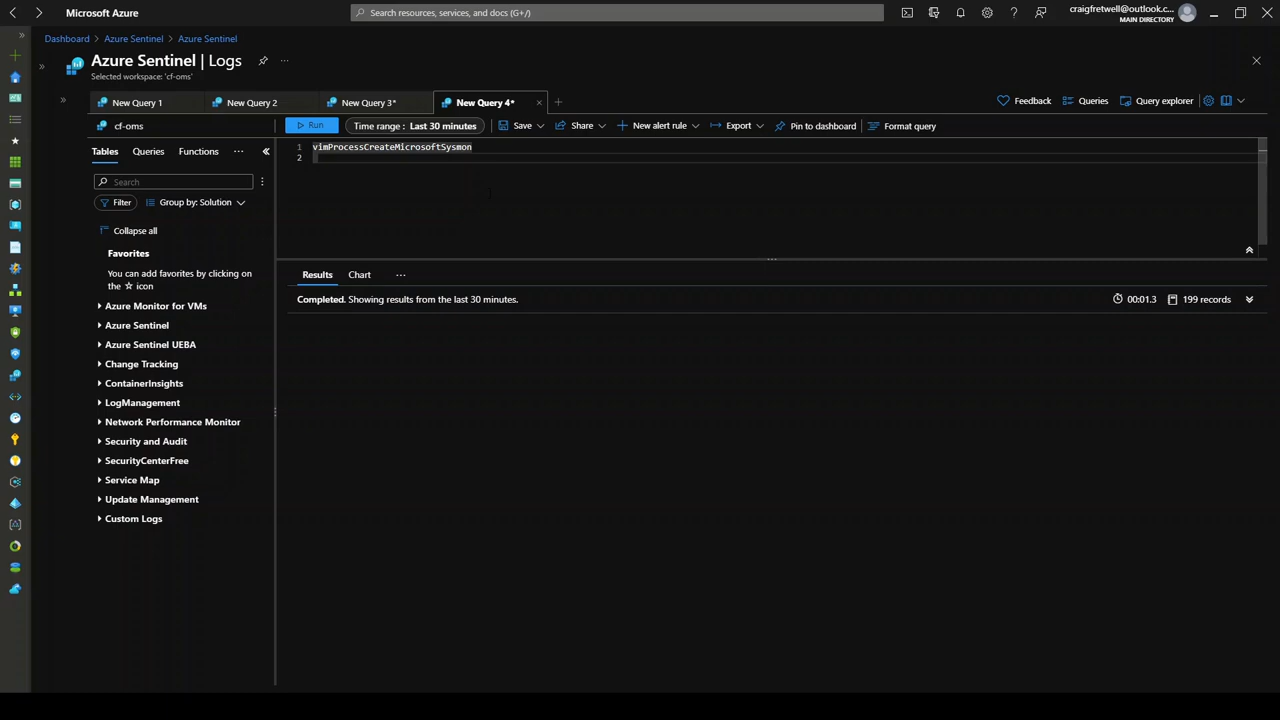 Microsoft Azure
Search resources, services, and docs (G+/)
craigfretwell@outlook.c...
MAIN DIRECTORY
Dashboard > Azure Sentinel > Azure Sentinel
Azure Sentinel | Logs
Selected workspace: 'cf-oms'
New Query 1
New Query 2
New Query 3*
New Query 4*
Feedback
Queries
Query explorer
cf-oms
Run
Time range : Last 30 minutes
Save
Share
New alert rule
Export
Pin to dashboard
Format query
Tables
Queries
Functions
Search
Filter
Group by: Solution
Collapse all
Favorites
You can add favorites by clicking on
the ☆ icon
Azure Monitor for VMs
Azure Sentinel
Azure Sentinel UEBA
Change Tracking
ContainerInsights
LogManagement
Network Performance Monitor
Security and Audit
SecurityCenterFree
Service Map
Update Management
Custom Logs
1 vimProcessCreateMicrosoftSysmon
2
Results
Chart
Completed. Showing results from the last 30 minutes.
00:01.3
199 records